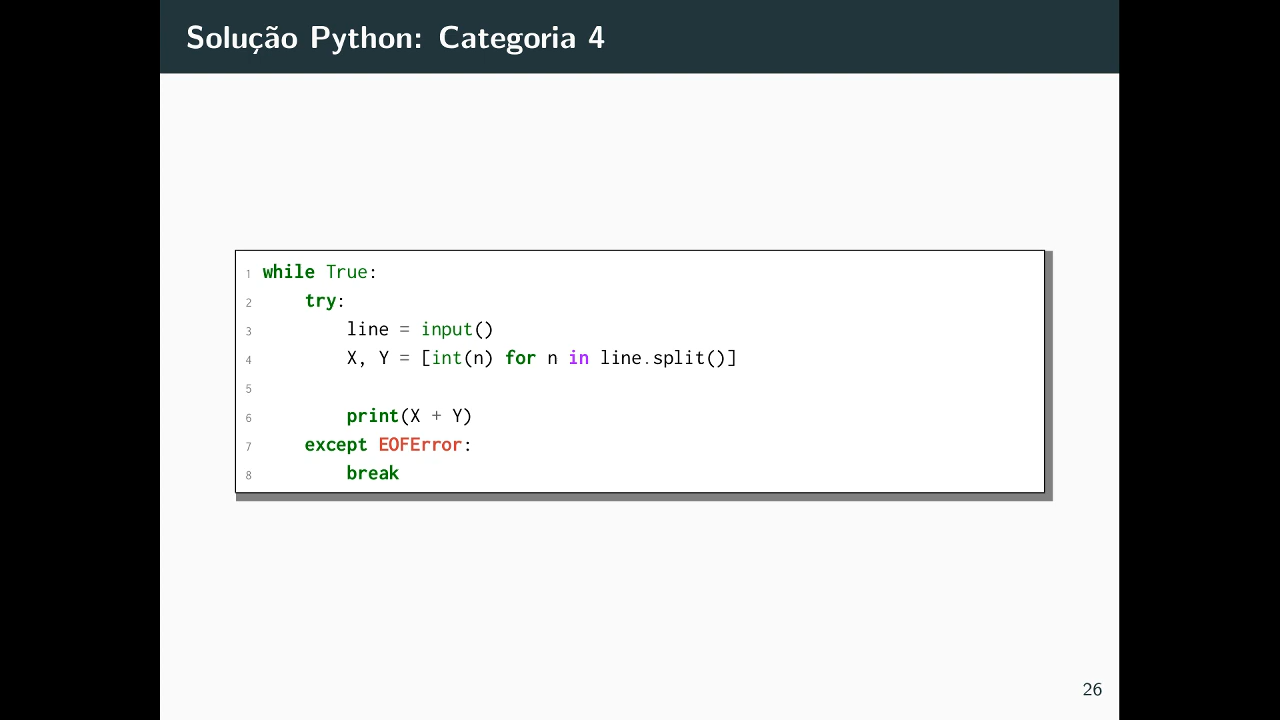 Solução Python: Categoria 4
1 while True:
2     try:
3         line = input()
4         X, Y = [int(n) for n in line.split()]
5
6         print(X + Y)
7     except EOFError:
8         break
26